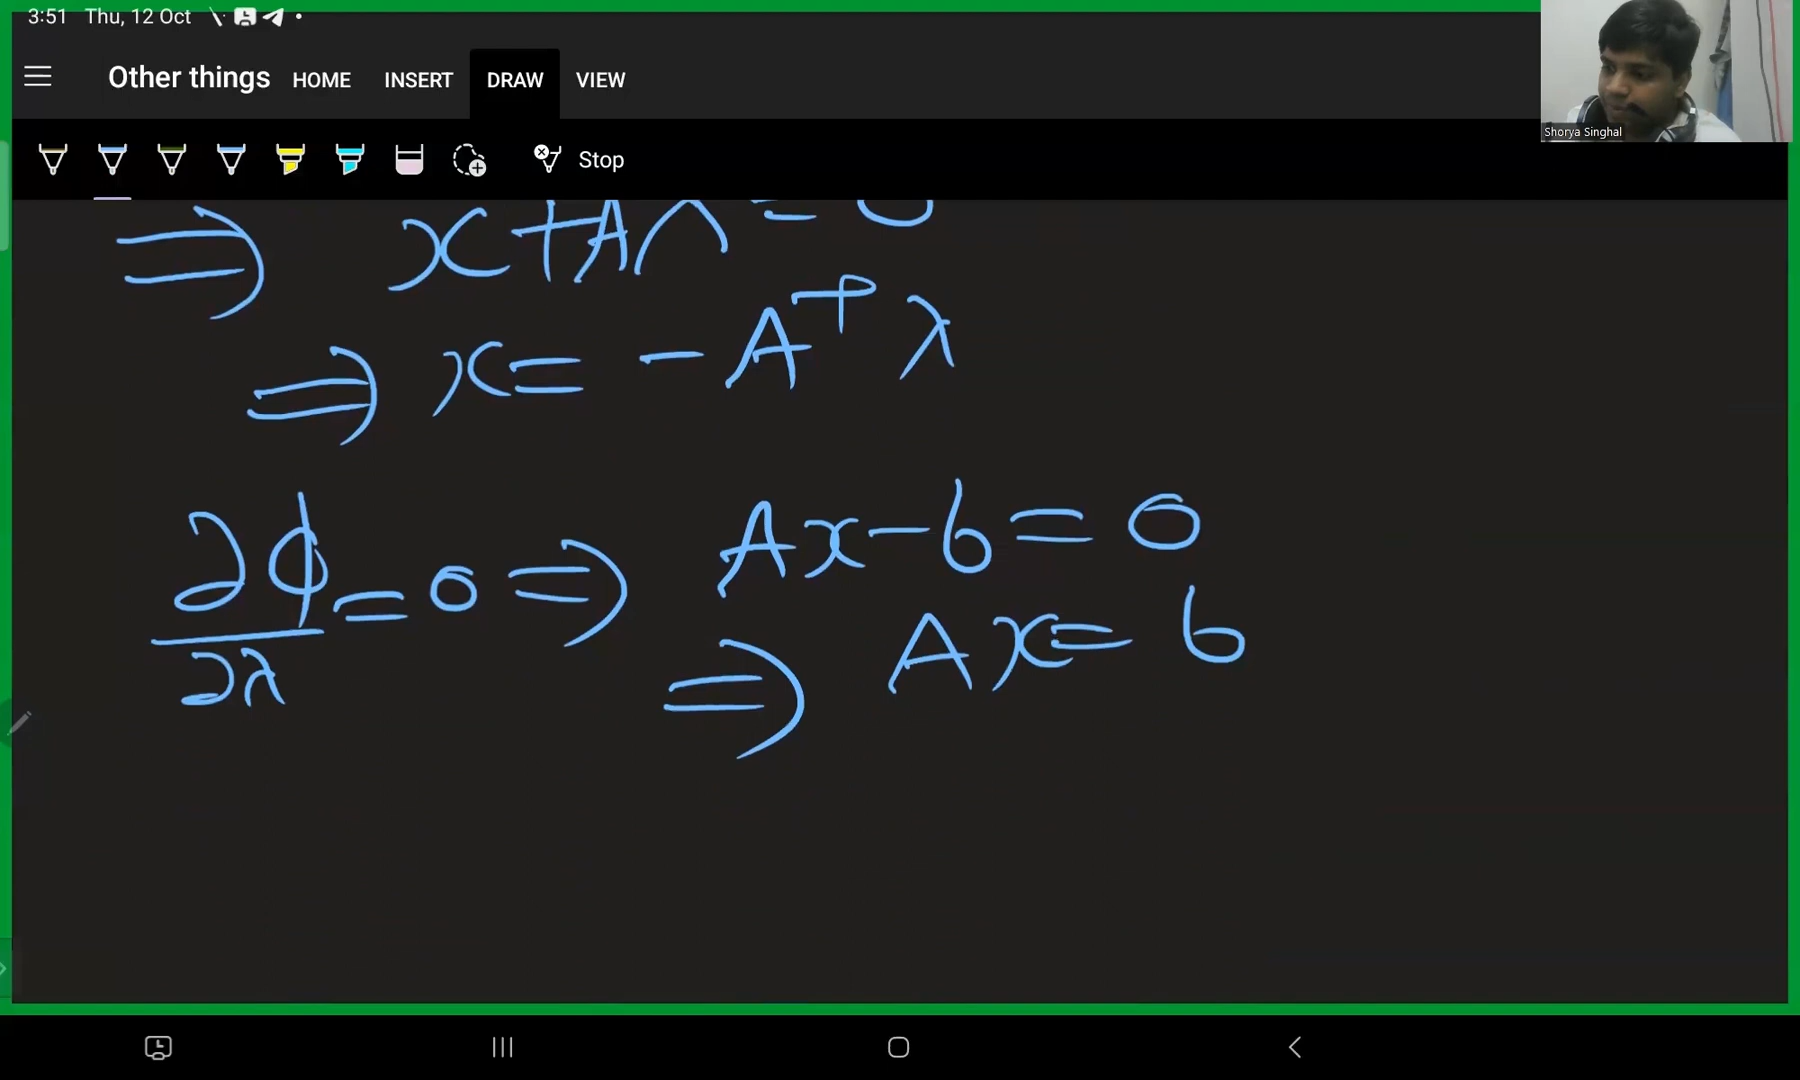 3:51 Thu, 12 Oct
Other things HOME INSERT DRAW VIEW
Shorya Singhal
Stop
⇒ x + Aλ = 0
⇒ x = - Aᵀ λ
∂ϕ/∂λ = 0 ⇒ Ax - b = 0
⇒ Ax = b